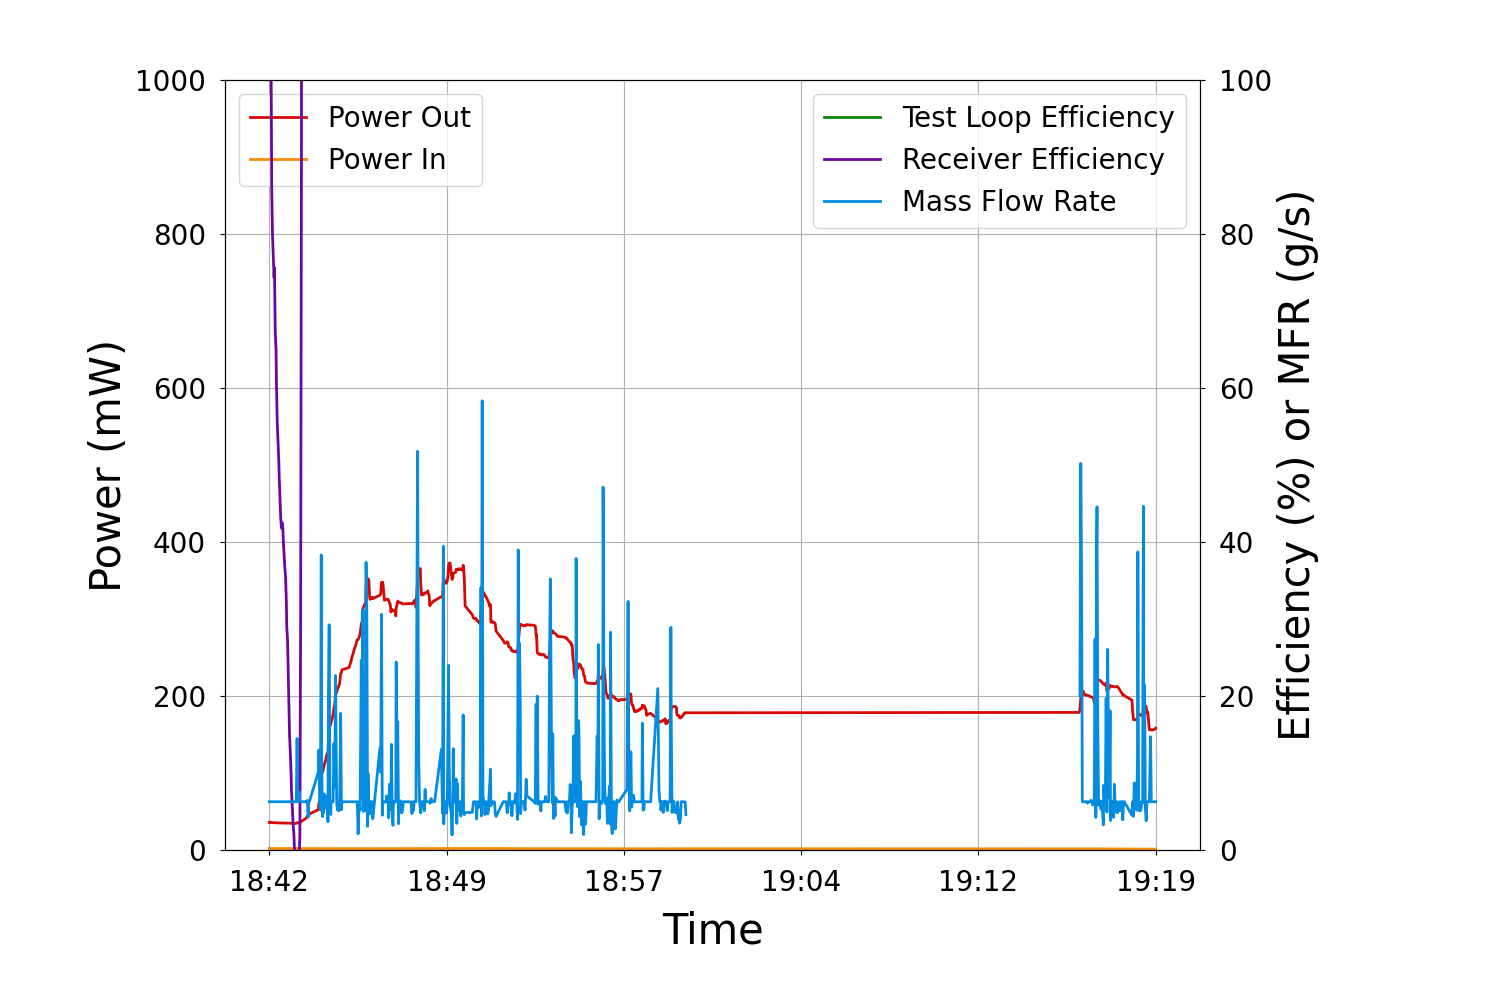 1000
800
600
400
200
0
Power (mW)
Power Out
Power In
Test Loop Efficiency
Receiver Efficiency
Mass Flow Rate
100
80
60
40
20
0
Efficiency (%) or MFR (g/s)
18:42 18:49 18:57 19:04 19:12 19:19
Time